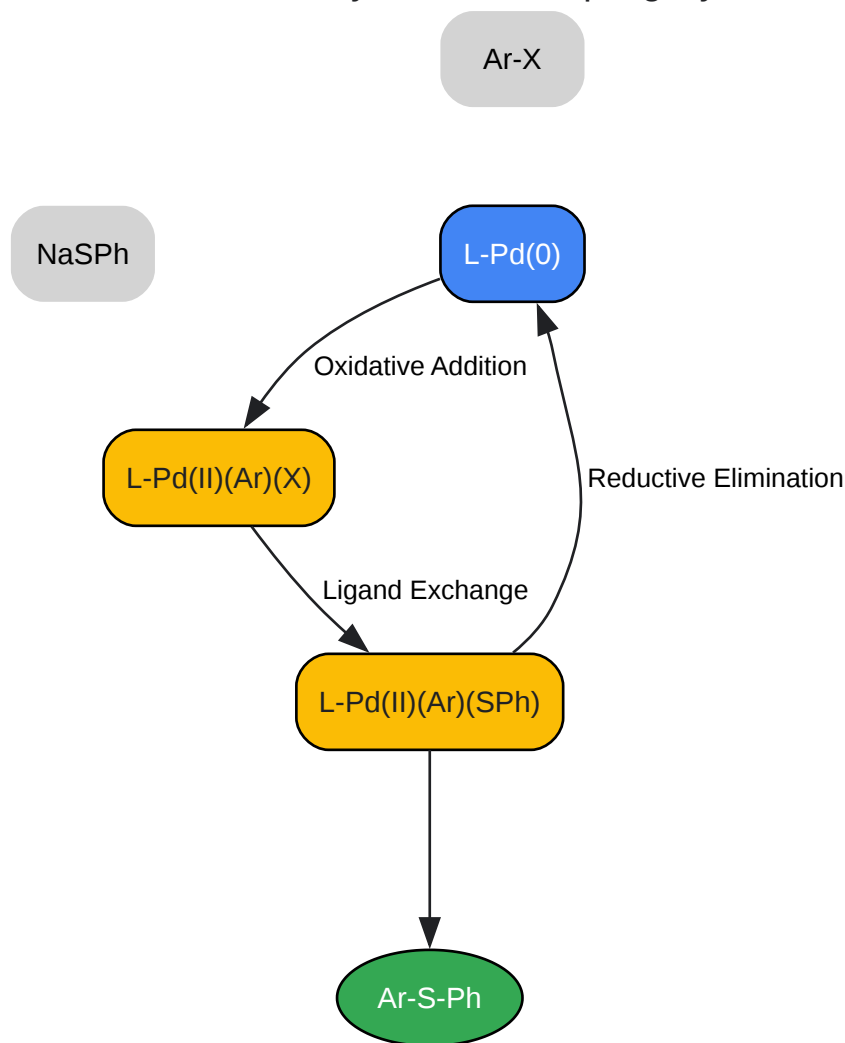 Ar-X
NaSPh
L-Pd(0)
Oxidative Addition
L-Pd(II)(Ar)(X)
Reductive Elimination
Ligand Exchange
L-Pd(II)(Ar)(SPh)
Ar-S-Ph